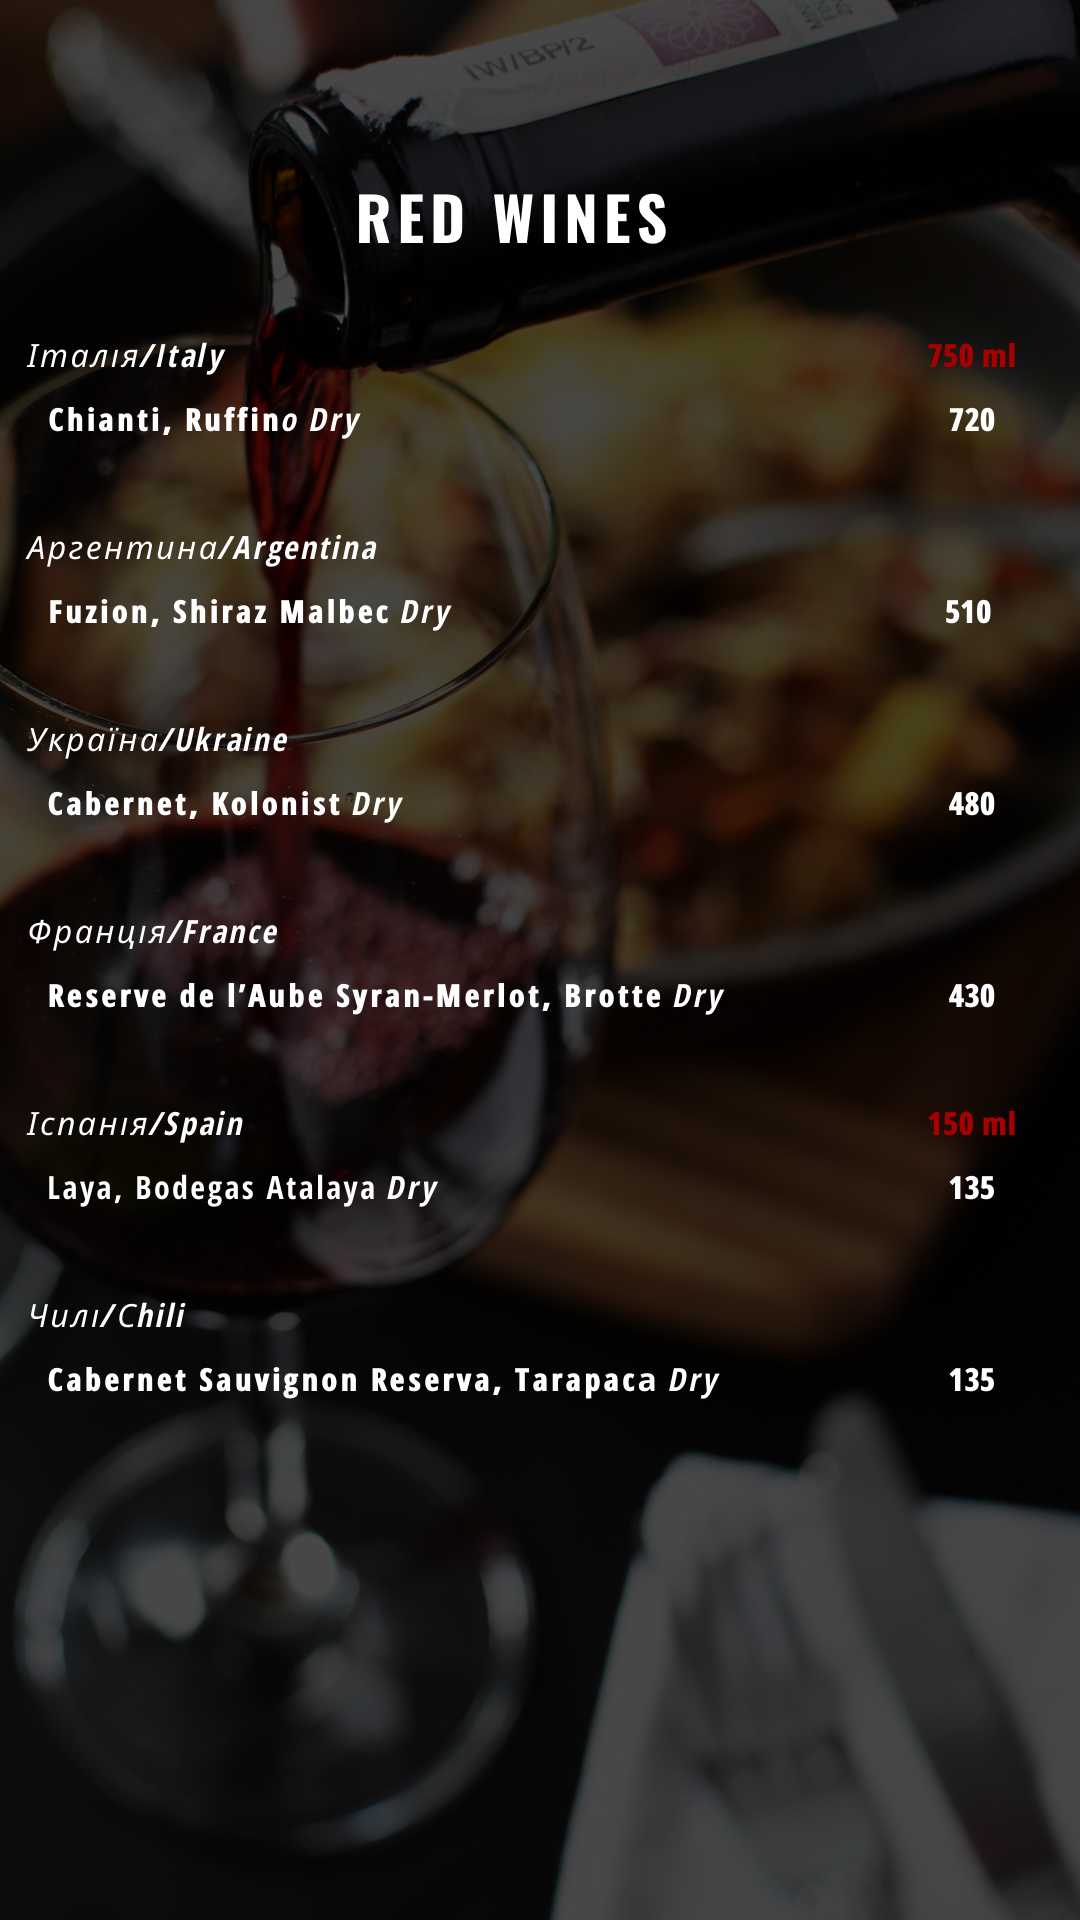 IW/BP/2
RED WINES
Італія/Italy 750 ml
Chianti, Ruffino Dry 720
Аргентина/Argentina
Fuzion, Shiraz Malbec Dry 510
Україна/Ukraine
Cabernet, Kolonist Dry 480
Франція/France
Reserve de l’Aube Syran-Merlot, Brotte Dry 430
Іспанія/Spain 150 ml
Laya, Bodegas Atalaya Dry 135
Чилі/Chili
Cabernet Sauvignon Reserva, Tarapaca Dry 135